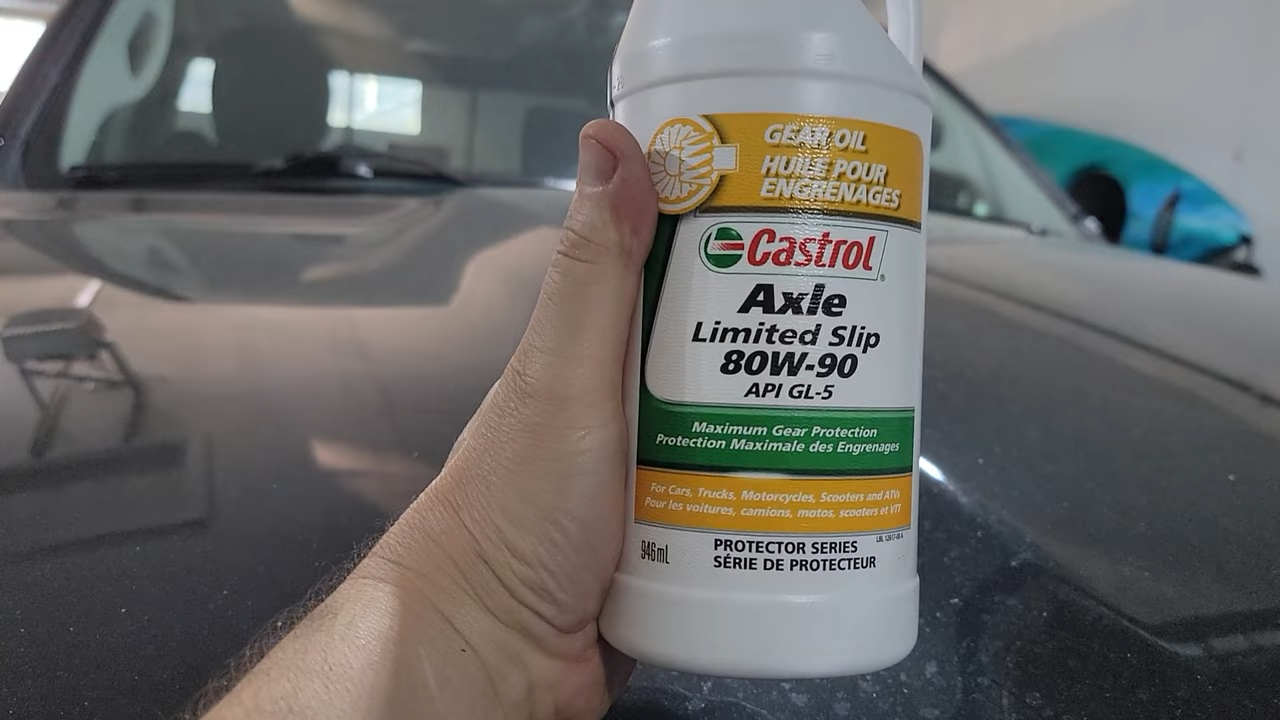 GEAR OIL
HUILE POUR
ENGRENAGES
Castrol
Axle
Limited Slip
80W-90
API GL-5
Maximum Gear Protection
Protection Maximale des Engrenages
For Cars, Trucks, Motorcycles, Scooters and ATVs
Pour les voitures, camions, motos, scooters et VTT
946mL
PROTECTOR SERIES
SÉRIE DE PROTECTEUR